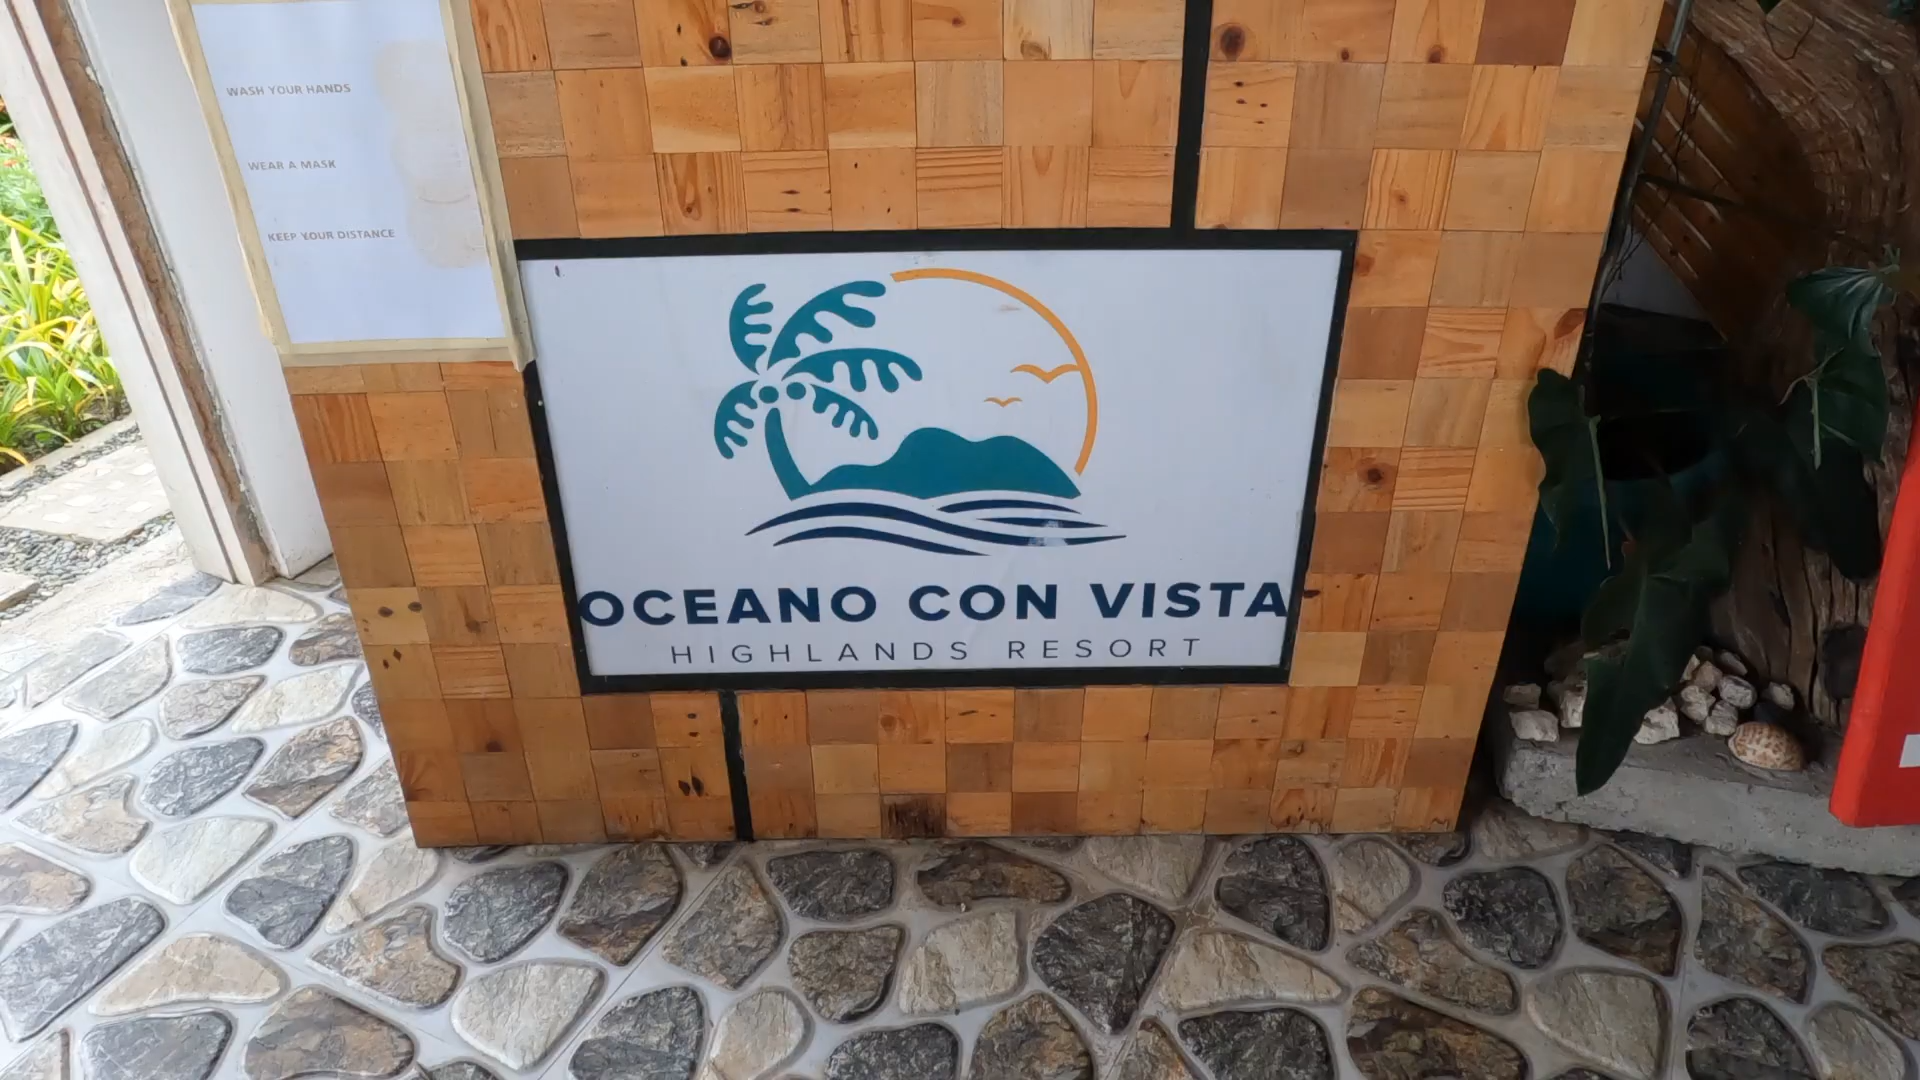 WASH YOUR HANDS
WEAR A MASK
KEEP YOUR DISTANCE
OCEANO CON VISTA
HIGHLANDS RESORT